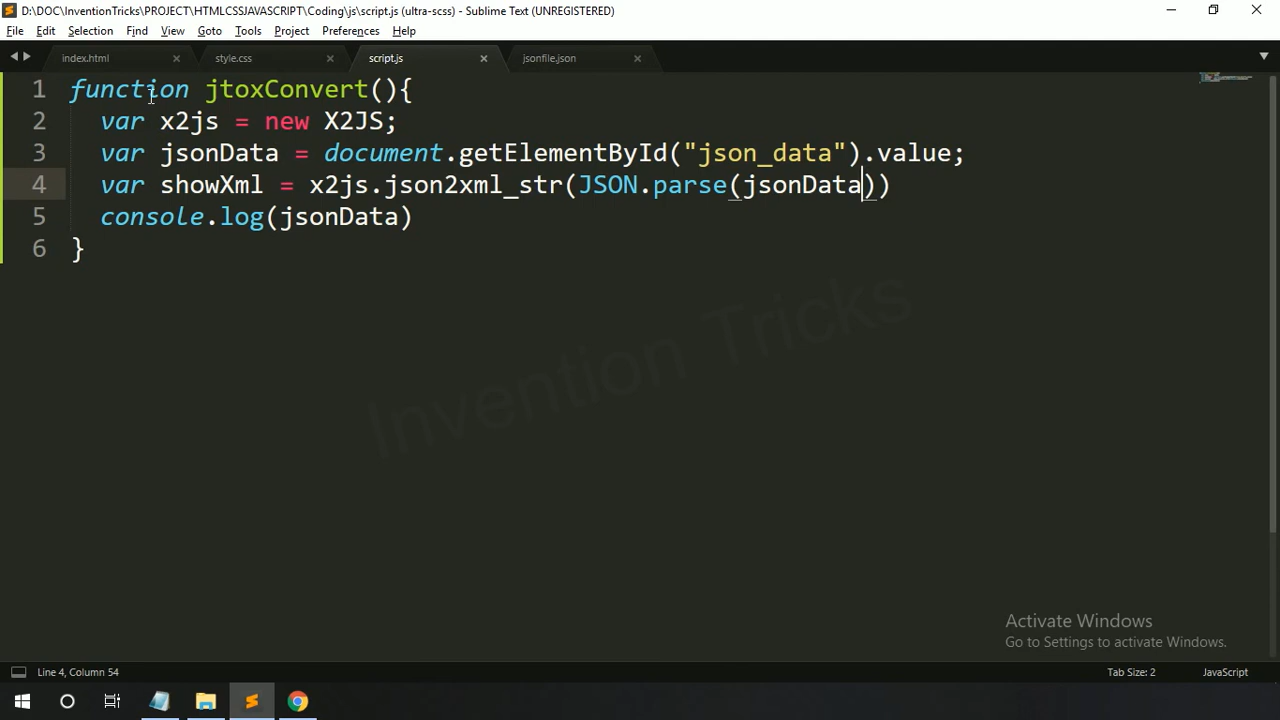 D:\DOC\InventionTricks\PROJECT\HTMLCSSJAVASCRIPT\Coding\js\script.js (ultra-scss) - Sublime Text (UNREGISTERED)
File Edit Selection Find View Goto Tools Project Preferences Help
index.html style.css script.js jsonfile.json
1 function jtoxConvert(){
2 var x2js = new X2JS;
3 var jsonData = document.getElementById("json_data").value;
4 var showXml = x2js.json2xml_str(JSON.parse(jsonData))
5 console.log(jsonData)
6 }
Invention Tricks
Activate Windows
Go to Settings to activate Windows.
Line 4, Column 54 Tab Size: 2 JavaScript